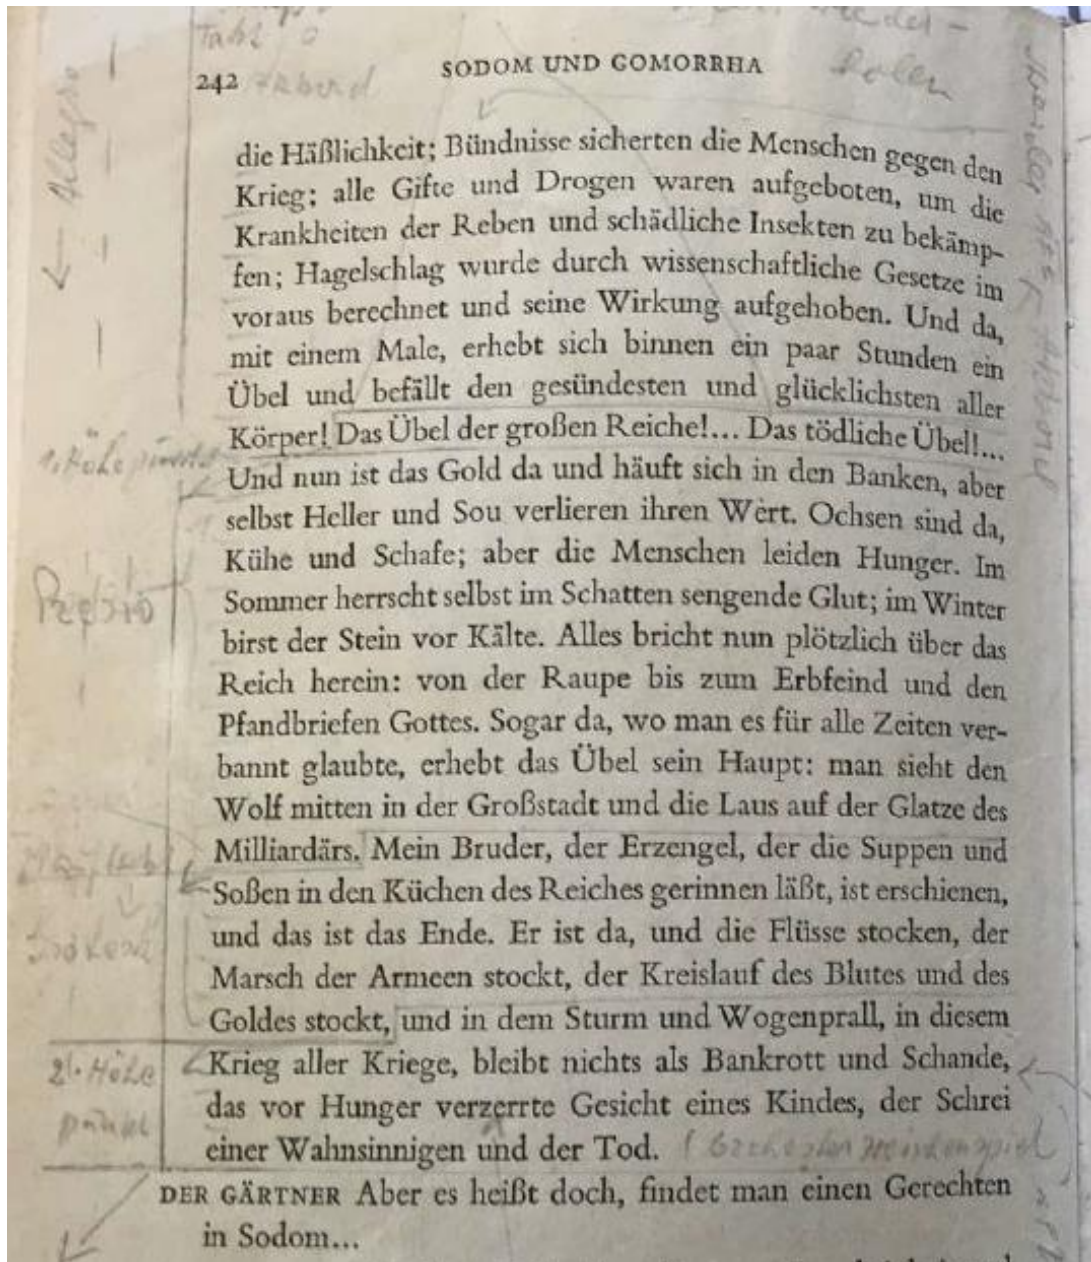 242
SODOM UND GOMORRHA
die Häßlichkeit; Bündnisse sicherten die Menschen gegen den
Krieg; alle Gifte und Drogen waren aufgeboten, um die
Krankheiten der Reben und schädliche Insekten zu bekämp-
fen; Hagelschlag wurde durch wissenschaftliche Gesetze im
voraus berechnet und seine Wirkung aufgehoben. Und da,
mit einem Male, erhebt sich binnen ein paar Stunden ein
Übel und befällt den gesündesten und glücklichsten aller
Körper! Das Übel der großen Reiche!... Das tödliche Übel!...
Und nun ist das Gold da und häuft sich in den Banken, aber
selbst Heller und Sou verlieren ihren Wert. Ochsen sind da,
Kühe und Schafe; aber die Menschen leiden Hunger. Im
Sommer herrscht selbst im Schatten sengende Glut; im Winter
birst der Stein vor Kälte. Alles bricht nun plötzlich über das
Reich herein: von der Raupe bis zum Erbfeind und den
Pfandbriefen Gottes. Sogar da, wo man es für alle Zeiten ver-
bannt glaubte, erhebt das Übel sein Haupt: man sieht den
Wolf mitten in der Großstadt und die Laus auf der Glatze des
Milliardärs. Mein Bruder, der Erzengel, der die Suppen und
Soßen in den Küchen des Reiches gerinnen läßt, ist erschienen,
und das ist das Ende. Er ist da, und die Flüsse stocken, der
Marsch der Armeen stockt, der Kreislauf des Blutes und des
Goldes stockt, und in dem Sturm und Wogenprall, in diesem
Krieg aller Kriege, bleibt nichts als Bankrott und Schande,
das vor Hunger verzerrte Gesicht eines Kindes, der Schrei
einer Wahnsinnigen und der Tod.
DER GÄRTNER Aber es heißt doch, findet man einen Gerechten
in Sodom...
Allegro
1. Höhepunkt
2. Höhe
punkt